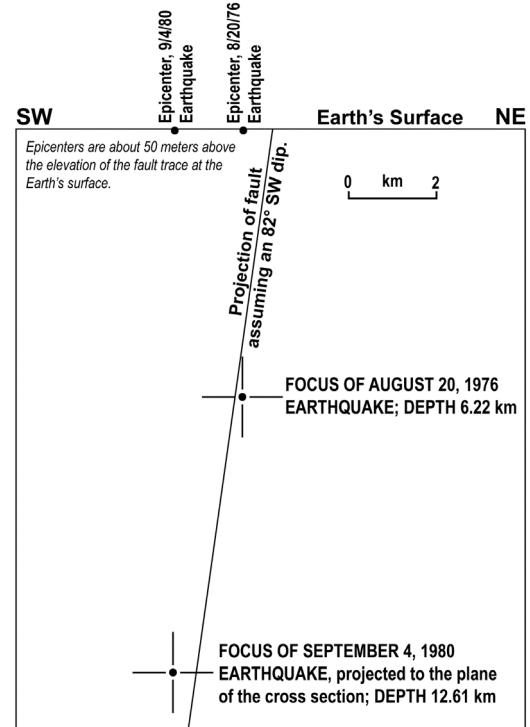 Epicenter, 9/4/80
Earthquake
Epicenter, 8/20/76
Earthquake
SW
Earth's Surface
NE
Epicenters are about 50 meters above
the elevation of the fault trace at the
Earth's surface.
0 km 2
Projection of fault
assuming an 82° SW dip.
FOCUS OF AUGUST 20, 1976
EARTHQUAKE; DEPTH 6.22 km
FOCUS OF SEPTEMBER 4, 1980
EARTHQUAKE, projected to the plane
of the cross section; DEPTH 12.61 km